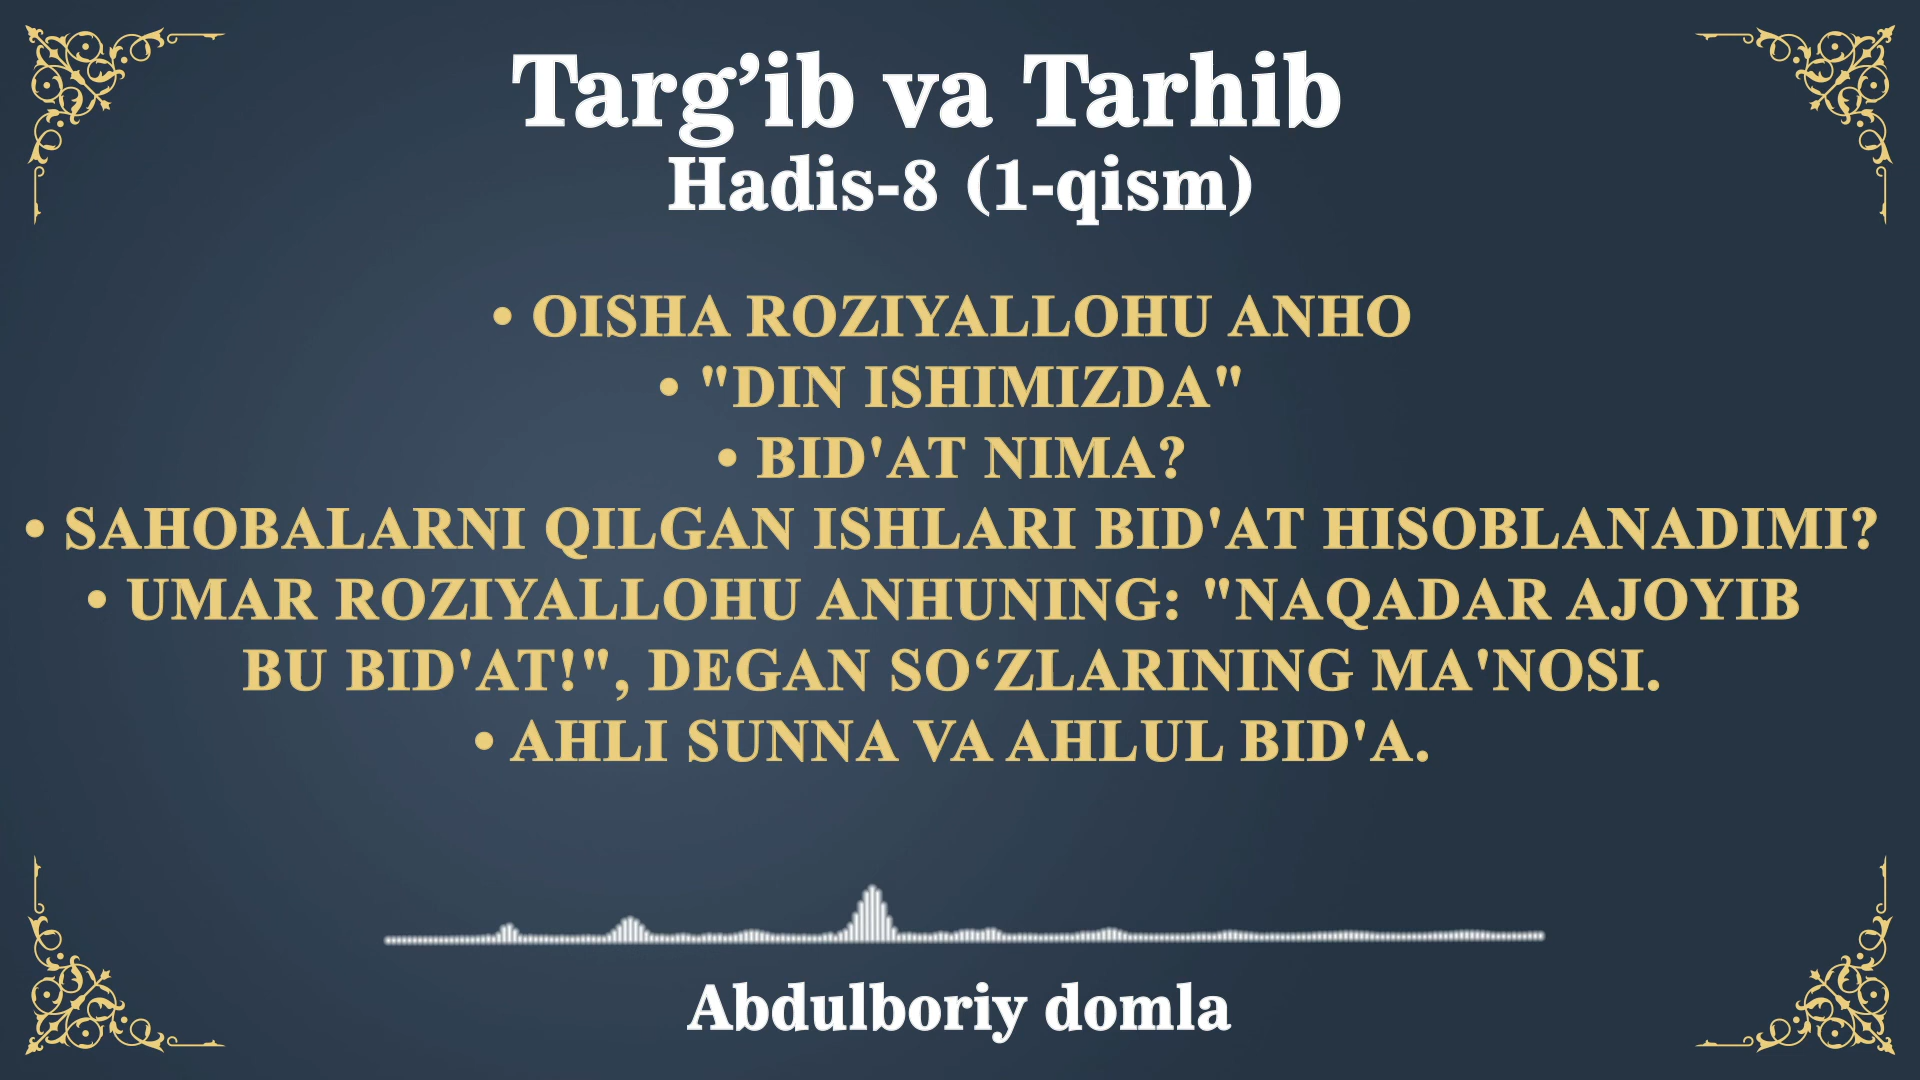 Targ’ib va Tarhib
Hadis-8 (1-qism)
• OISHA ROZIYALLOHU ANHO
• "DIN ISHIMIZDA"
• BID'AT NIMA?
• SAHOBALARNI QILGAN ISHLARI BID'AT HISOBLANADIMI?
• UMAR ROZIYALLOHU ANHUNING: "NAQADAR AJOYIB
BU BID'AT!", DEGAN SO‘ZLARINING MA'NOSI.
• AHLI SUNNA VA AHLUL BID'A.
Abdulboriy domla